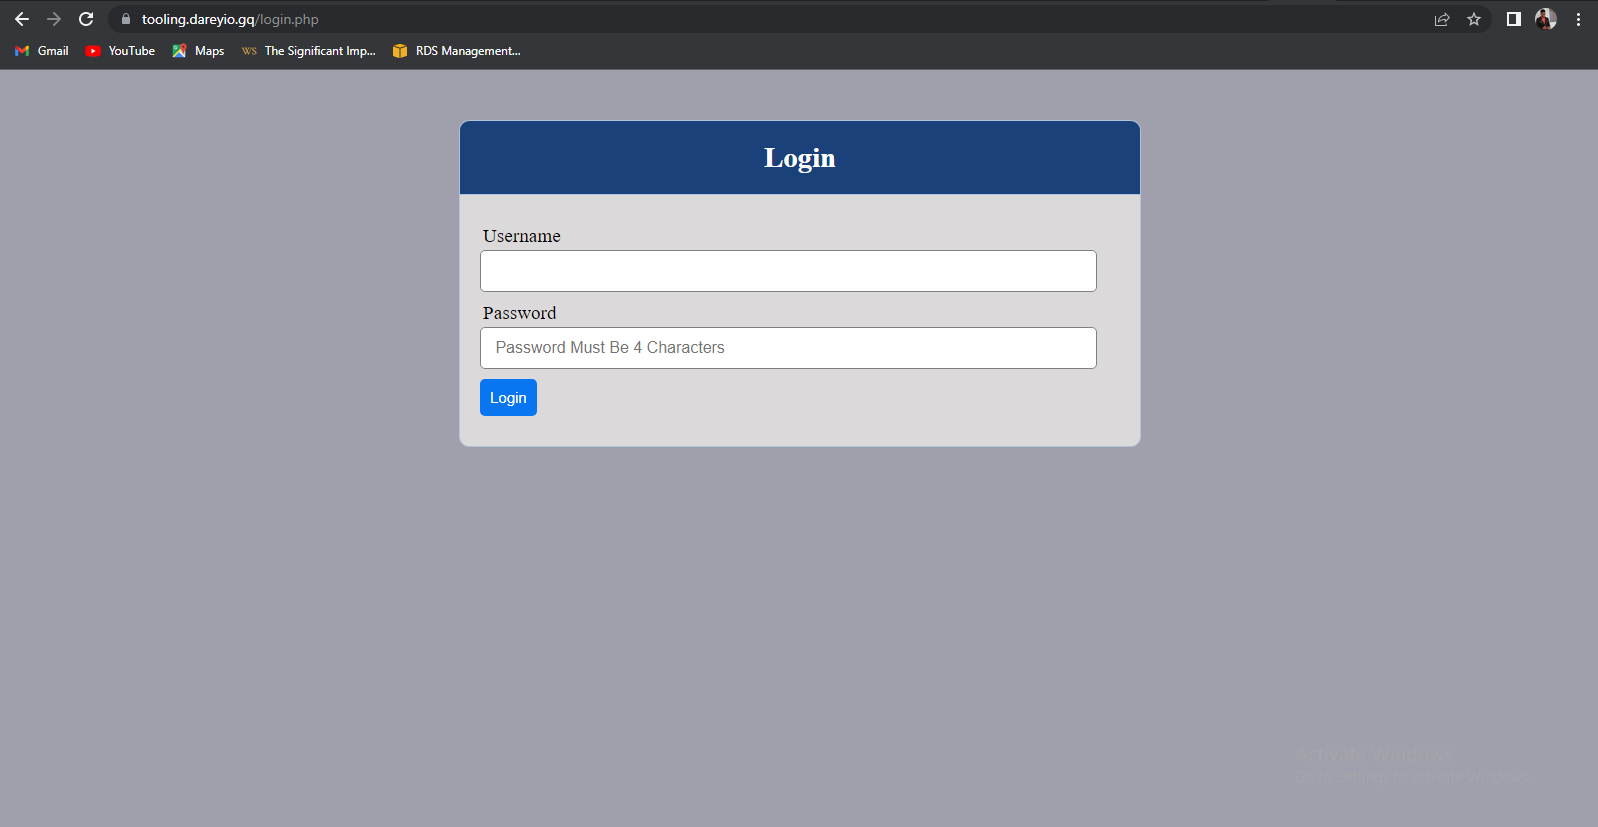 tooling.dareyio.gq/login.php
Gmail YouTube Maps WS The Significant Imp... RDS Management...
Login
Username
Password
Password Must Be 4 Characters
Login
Activate Windows
Go to Settings to activate Windows.